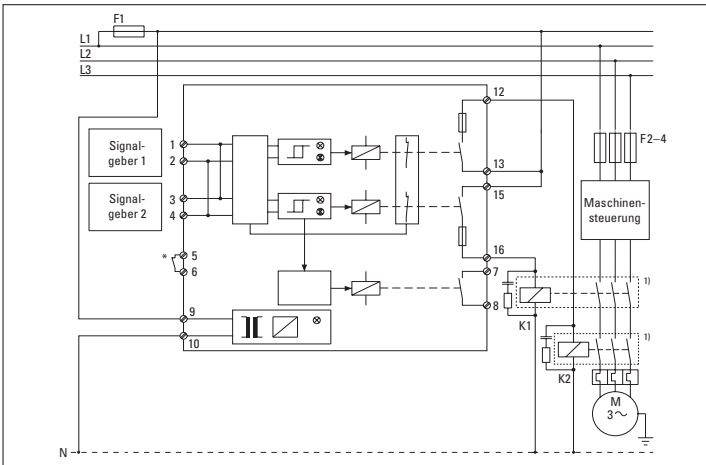 F1
L1
L2
L3
12
Signal-
geber 1
1
2
13
F2–4
Signal-
geber 2
3
4
15
Maschinen-
steuerung
* 5
6
16
7
8
1)
K1
9
10
1)
K2
M
3~
N